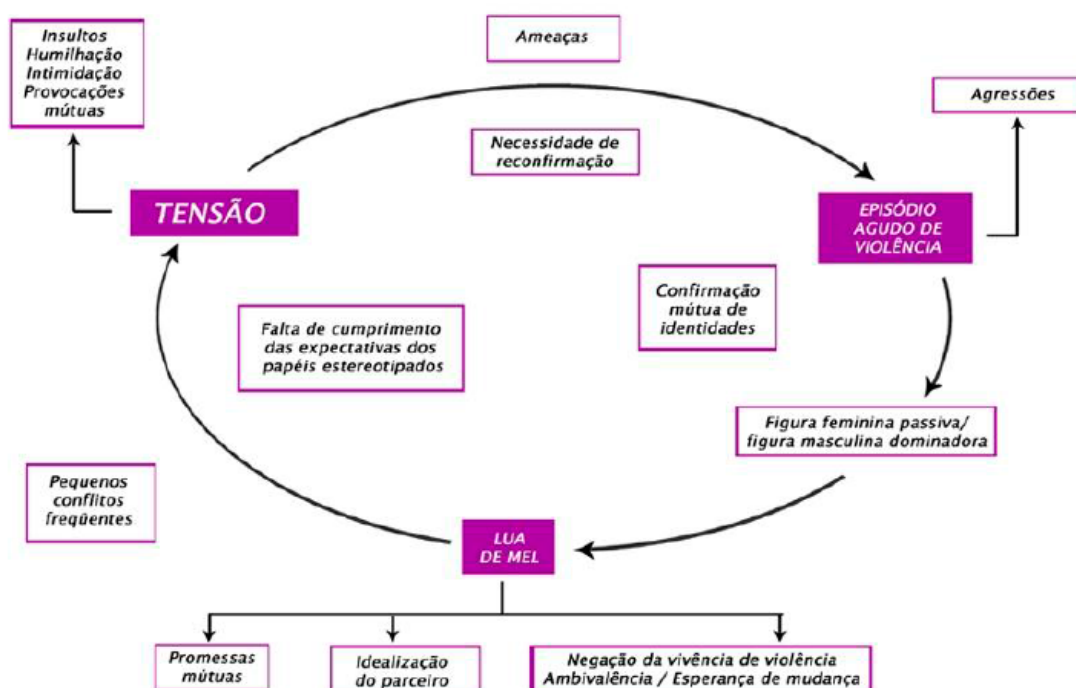 Insultos
Humilhação
Intimidação
Provocações
mútuas
Ameaças
Agressões
Necessidade de
reconfirmação
TENSÃO
EPISÓDIO
AGUDO DE
VIOLÊNCIA
Confirmação
mútua de
identidades
Falta de cumprimento
das expectativas dos
papéis estereotipados
Figura feminina passiva/
figura masculina dominadora
Pequenos
conflitos
freqüentes
LUA
DE MEL
Promessas
mútuas
Idealização
do parceiro
Negação da vivência de violência
Ambivalência / Esperança de mudança